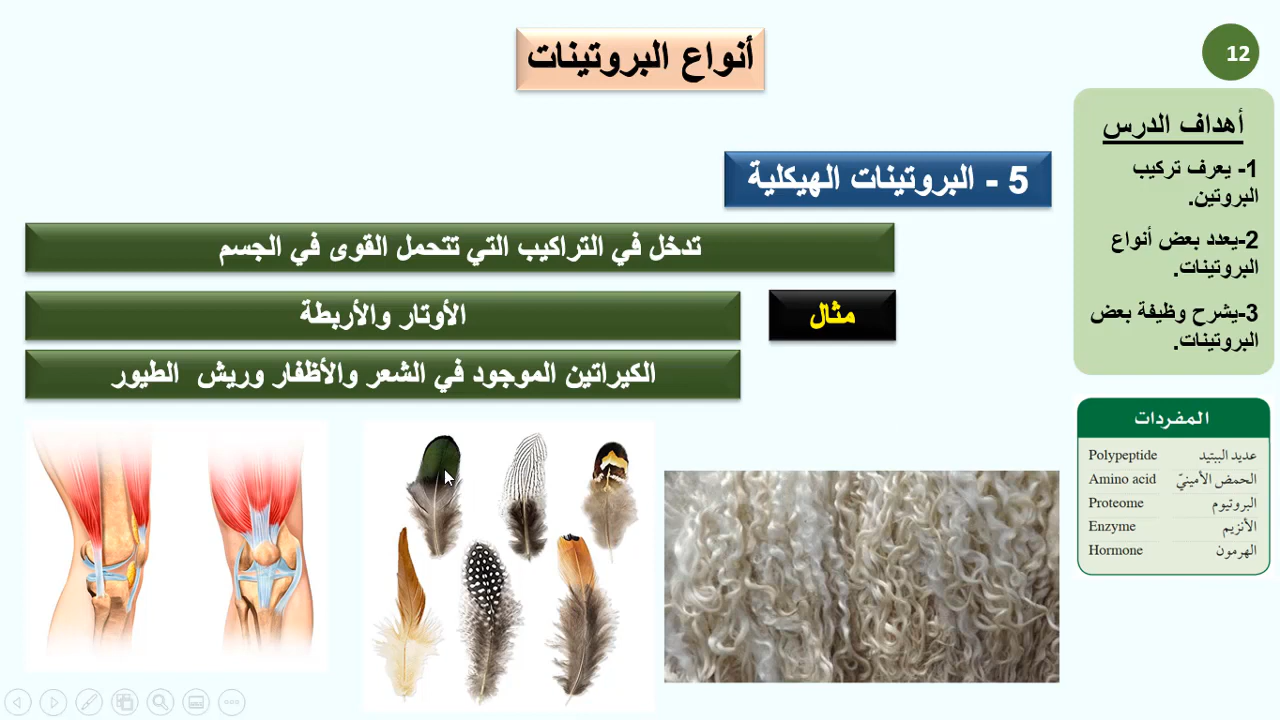 أنواع البروتينات
12
أهداف الدرس
1- يعرف تركيب
البروتين.
2-يعدد بعض أنواع
البروتينات.
3-يشرح وظيفة بعض
البروتينات.
5 - البروتينات الهيكلية
تدخل في التراكيب التي تتحمل القوى في الجسم
مثال
الأوتار والأربطة
الكيراتين الموجود في الشعر والأظفار وريش الطيور
المفردات
Polypeptide عديد الببتيد
Amino acid الحمض الأمينيّ
Proteome البروتيوم
Enzyme الأنزيم
Hormone الهرمون